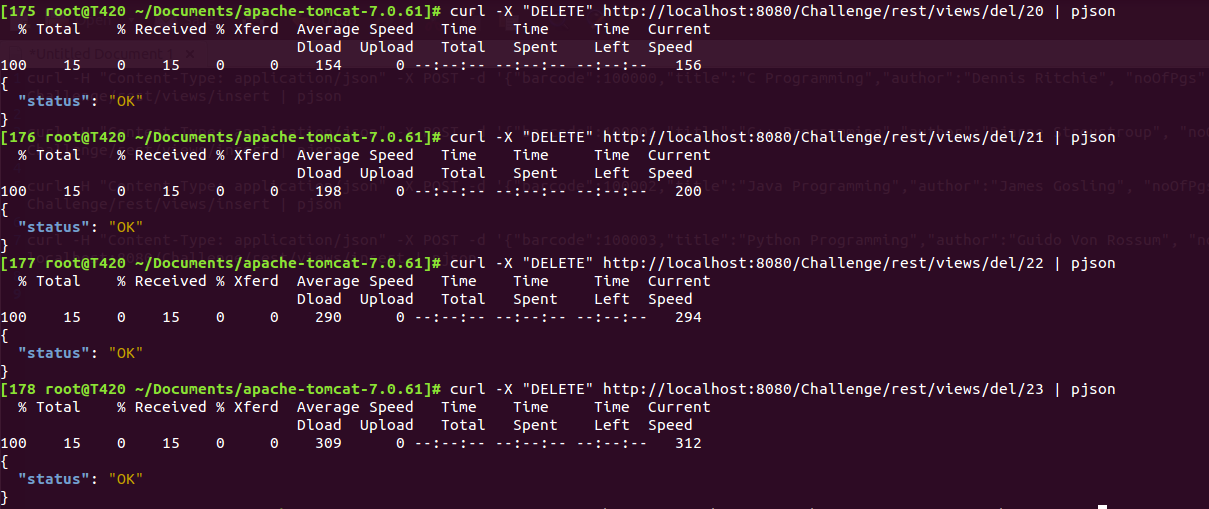 [175 root@T420 ~/Documents/apache-tomcat-7.0.61]# curl -X "DELETE" http://localhost:8080/Challenge/rest/views/del/20 | pjson
% Total % Received % Xferd Average Speed Time Time Time Current
Dload Upload Total Spent Left Speed
100 15 0 15 0 0 154 0 --:--:-- --:--:-- --:--:-- 156
{
"status": "OK"
}
[176 root@T420 ~/Documents/apache-tomcat-7.0.61]# curl -X "DELETE" http://localhost:8080/Challenge/rest/views/del/21 | pjson
% Total % Received % Xferd Average Speed Time Time Time Current
Dload Upload Total Spent Left Speed
100 15 0 15 0 0 198 0 --:--:-- --:--:-- --:--:-- 200
{
"status": "OK"
}
[177 root@T420 ~/Documents/apache-tomcat-7.0.61]# curl -X "DELETE" http://localhost:8080/Challenge/rest/views/del/22 | pjson
% Total % Received % Xferd Average Speed Time Time Time Current
Dload Upload Total Spent Left Speed
100 15 0 15 0 0 290 0 --:--:-- --:--:-- --:--:-- 294
{
"status": "OK"
}
[178 root@T420 ~/Documents/apache-tomcat-7.0.61]# curl -X "DELETE" http://localhost:8080/Challenge/rest/views/del/23 | pjson
% Total % Received % Xferd Average Speed Time Time Time Current
Dload Upload Total Spent Left Speed
100 15 0 15 0 0 309 0 --:--:-- --:--:-- --:--:-- 312
{
"status": "OK"
}